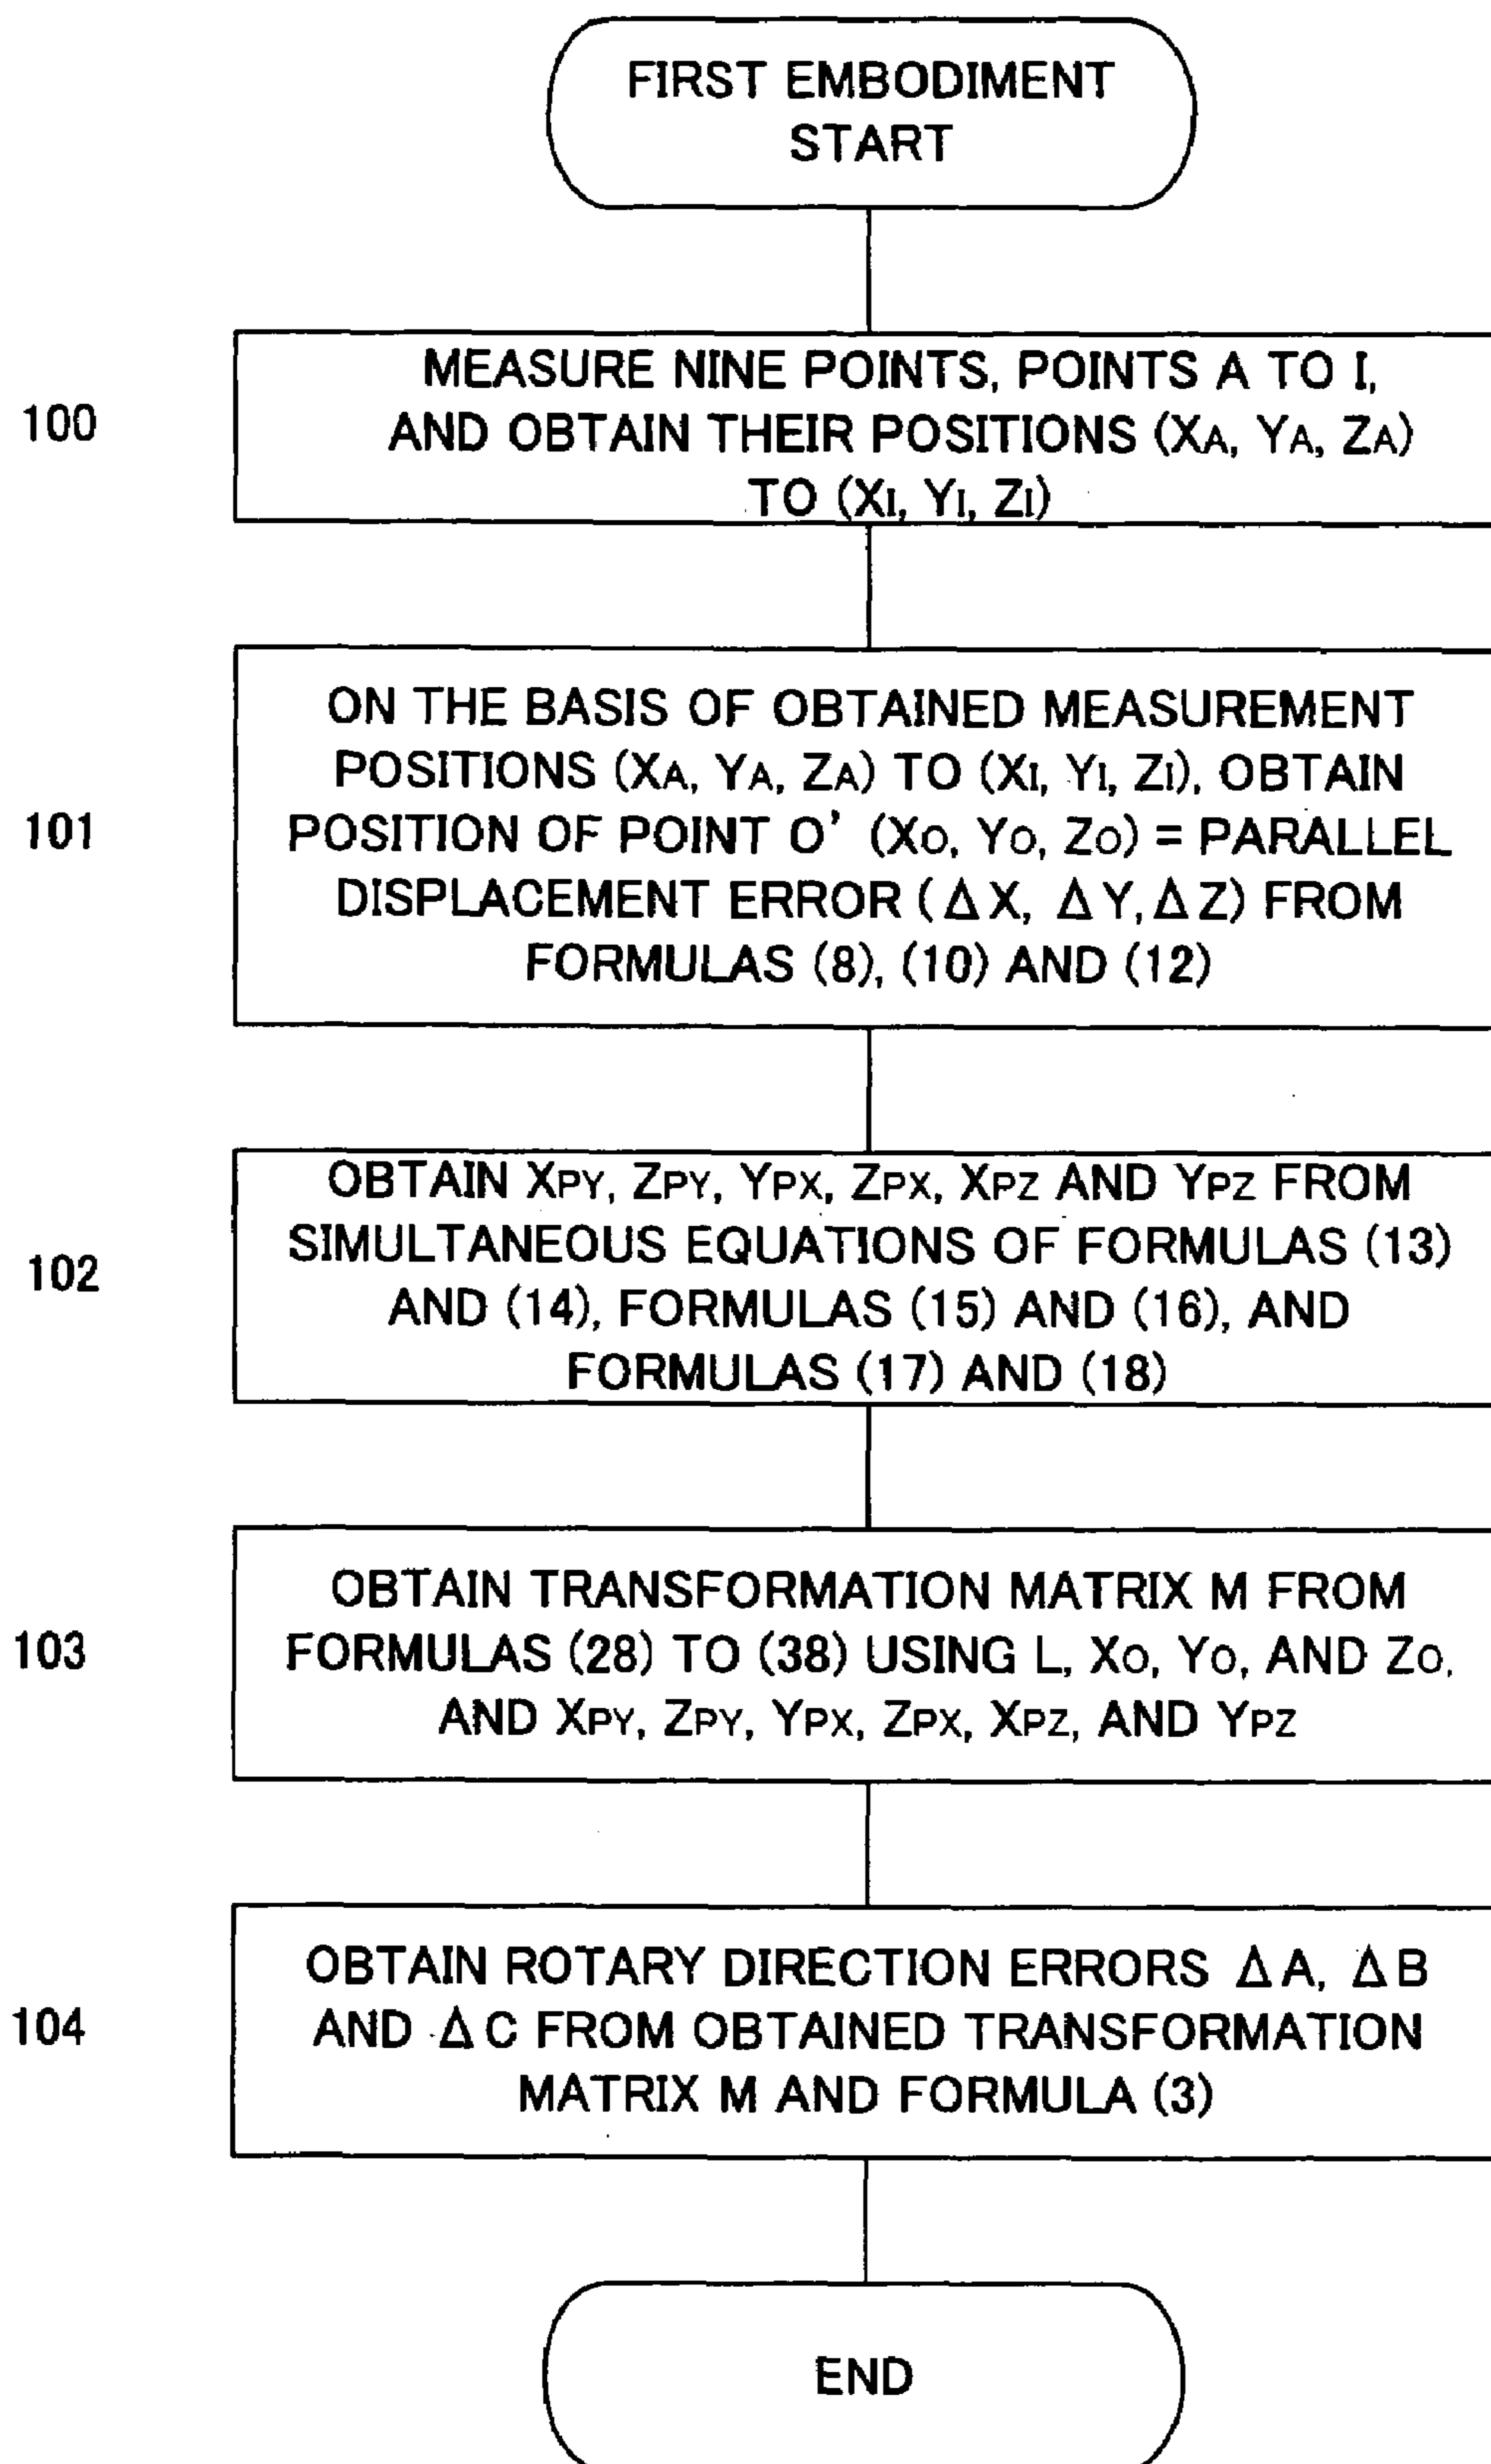 FIRST EMBODIMENT
START
100
MEASURE NINE POINTS, POINTS A TO I,
AND OBTAIN THEIR POSITIONS (XA, YA, ZA)
TO (XI, YI, ZI)
101
ON THE BASIS OF OBTAINED MEASUREMENT
POSITIONS (XA, YA, ZA) TO (XI, YI, ZI), OBTAIN
POSITION OF POINT O' (XO, YO, ZO) = PARALLEL
DISPLACEMENT ERROR (ΔX, ΔY, ΔZ) FROM
FORMULAS (8), (10) AND (12)
102
OBTAIN XPY, ZPY, YPX, ZPX, XPZ AND YPZ FROM
SIMULTANEOUS EQUATIONS OF FORMULAS (13)
AND (14), FORMULAS (15) AND (16), AND
FORMULAS (17) AND (18)
103
OBTAIN TRANSFORMATION MATRIX M FROM
FORMULAS (28) TO (38) USING L, XO, YO, AND ZO,
AND XPY, ZPY, YPX, ZPX, XPZ, AND YPZ
104
OBTAIN ROTARY DIRECTION ERRORS ΔA, ΔB
AND ΔC FROM OBTAINED TRANSFORMATION
MATRIX M AND FORMULA (3)
END